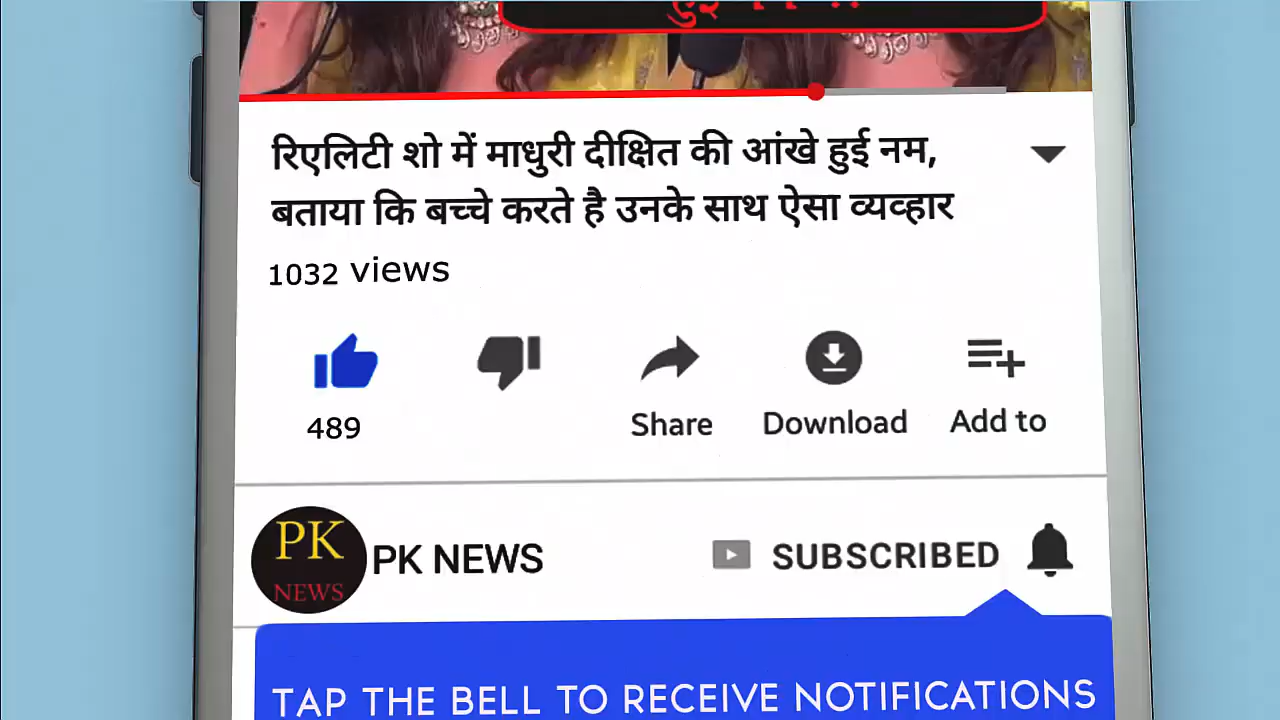 रिएलिटी शो में माधुरी दीक्षित की आंखे हुई नम,
बताया कि बच्चे करते है उनके साथ ऐसा व्यव्हार
1032 views
489
Share
Download
Add to
PK
NEWS
PK NEWS
SUBSCRIBED
TAP THE BELL TO RECEIVE NOTIFICATIONS